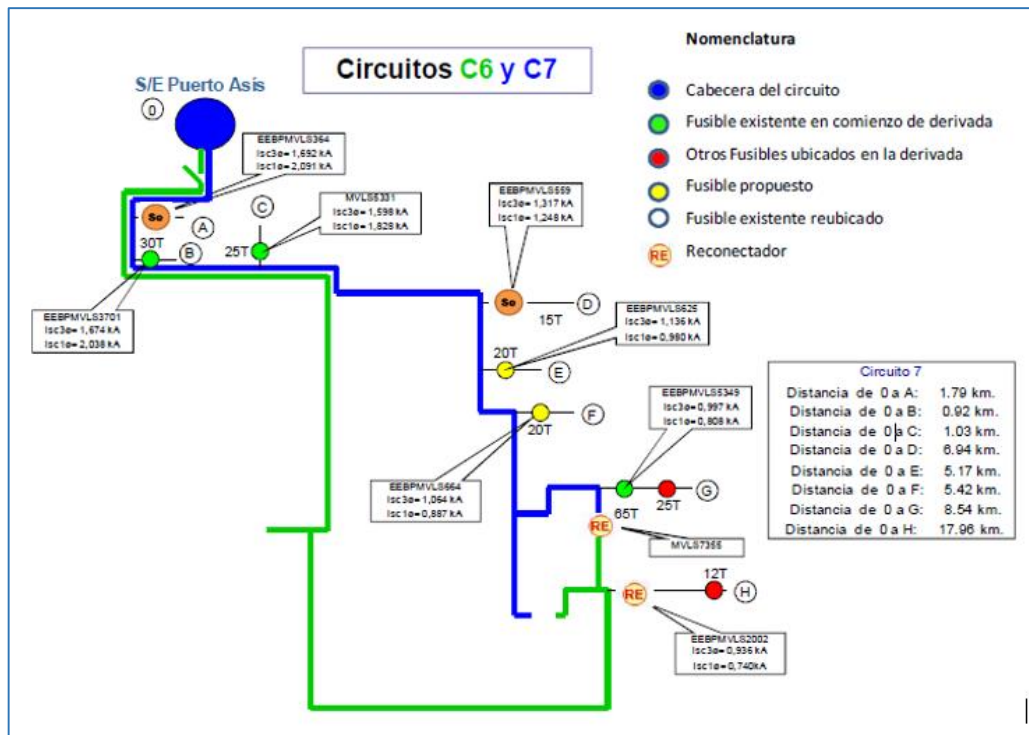 Circuitos C6 y C7
S/E Puerto Asís
0
EEBPMVLS364
Isc3ø= 1,692 kA
Isc1ø= 2,091 kA
Se
A
30T
B
EEBPMVLS3701
Isc3ø= 1,674 kA
Isc1ø= 2,038 kA
MVLS5331
Isc3ø= 1,598 kA
Isc1ø= 1,828 kA
C
25T
EEBPMVLS559
Isc3ø= 1,317 kA
Isc1ø= 1,248 kA
Se
15T
D
EEBPMVLS625
Isc3ø= 1,136 kA
Isc1ø= 0,980 kA
20T
E
20T
F
EEBPMVLS664
Isc3ø= 1,064 kA
Isc1ø= 0,887 kA
EEBPMVLS5349
Isc3ø= 0,997 kA
Isc1ø= 0,808 kA
65T
25T
G
RE
MVLS7355
RE
12T
H
EEBPMVLS2002
Isc3ø= 0,936 kA
Isc1ø= 0,740kA
Nomenclatura
Cabecera del circuito
Fusible existente en comienzo de derivada
Otros Fusibles ubicados en la derivada
Fusible propuesto
Fusible existente reubicado
RE Reconectador
Circuito 7
Distancia de 0 a A: 1.79 km.
Distancia de 0 a B: 0.92 km.
Distancia de 0 a C: 1.03 km.
Distancia de 0 a D: 6.94 km.
Distancia de 0 a E: 5.17 km.
Distancia de 0 a F: 5.42 km.
Distancia de 0 a G: 8.54 km.
Distancia de 0 a H: 17.96 km.